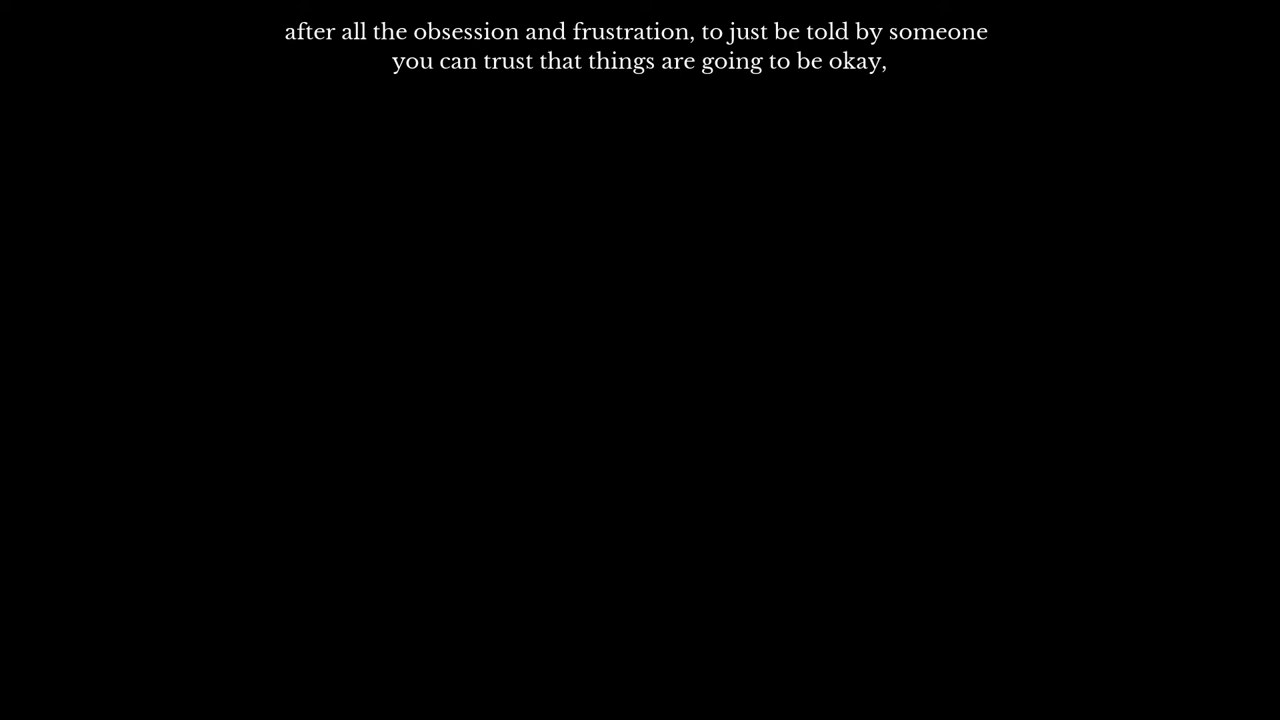 after all the obsession and frustration, to just be told by someone
you can trust that things are going to be okay,